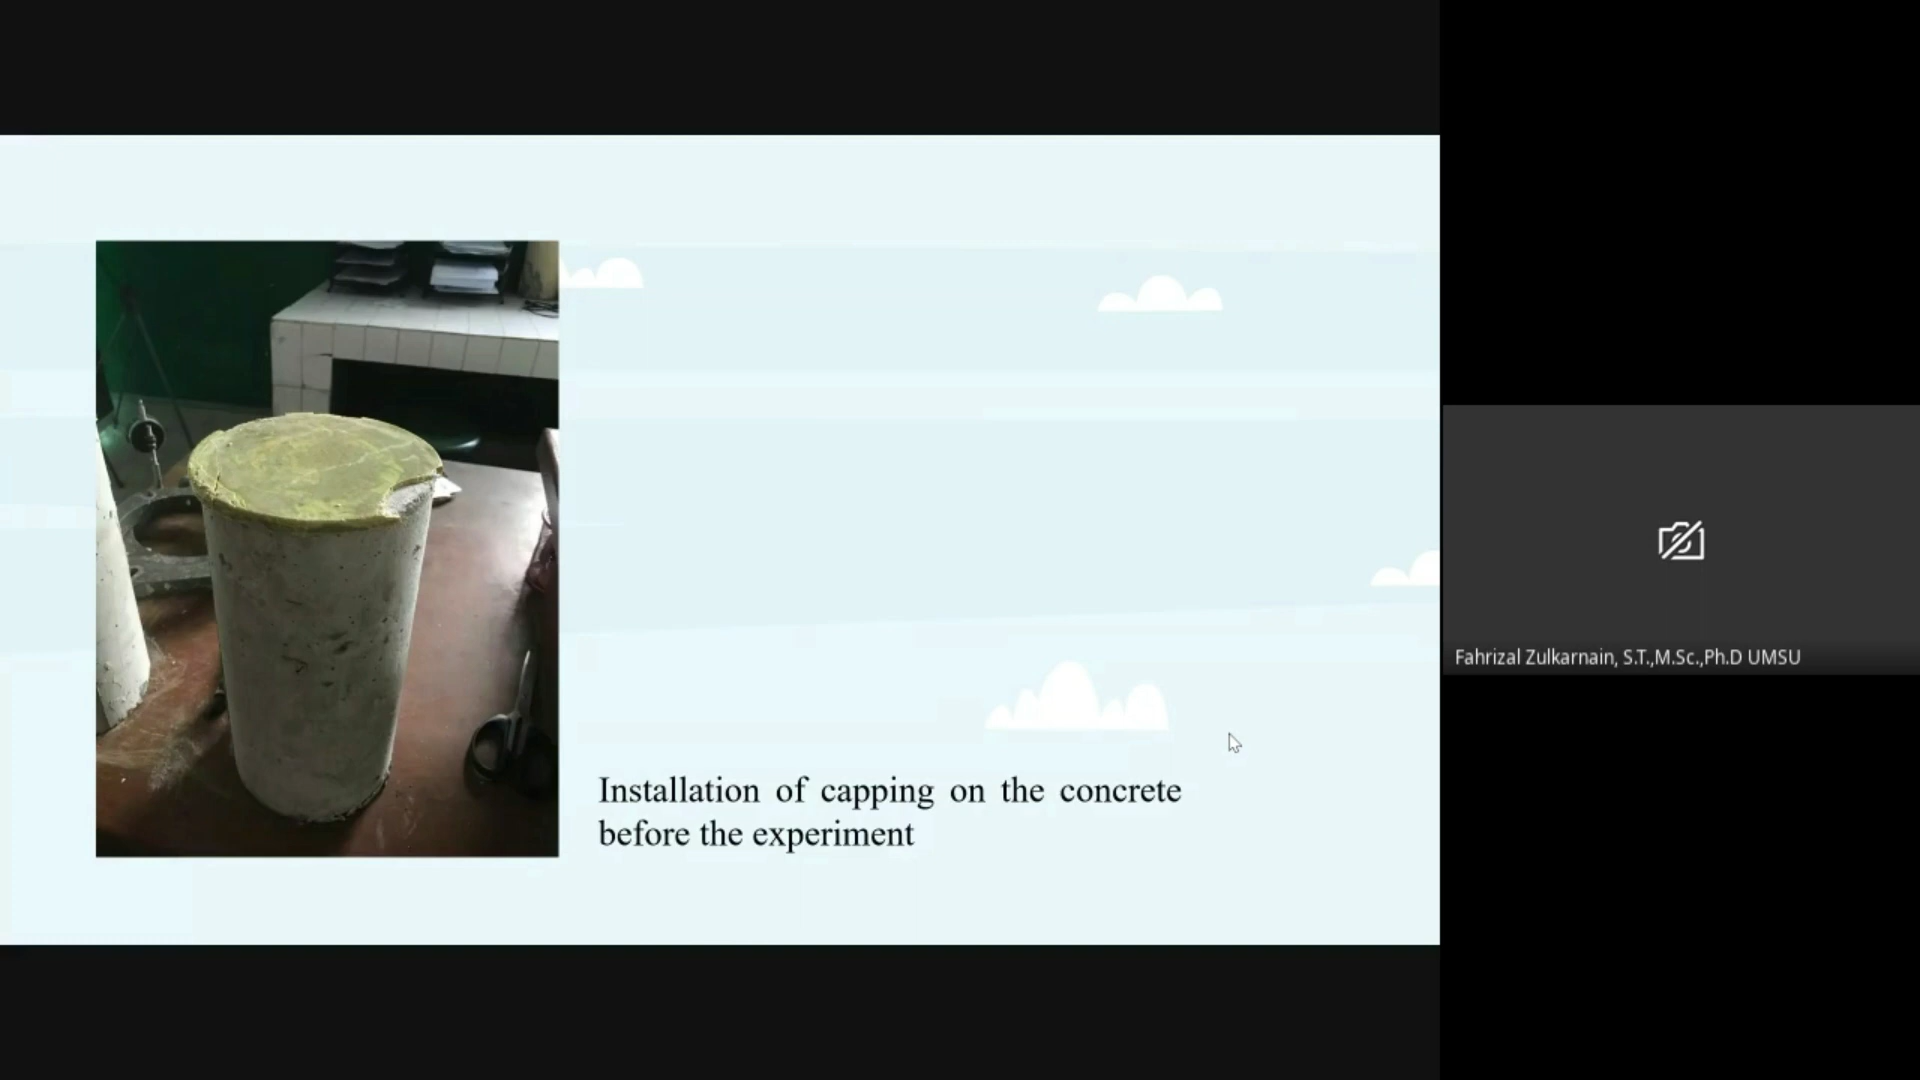 Installation of capping on the concrete
before the experiment
Fahrizal Zulkarnain, S.T.,M.Sc.,Ph.D UMSU